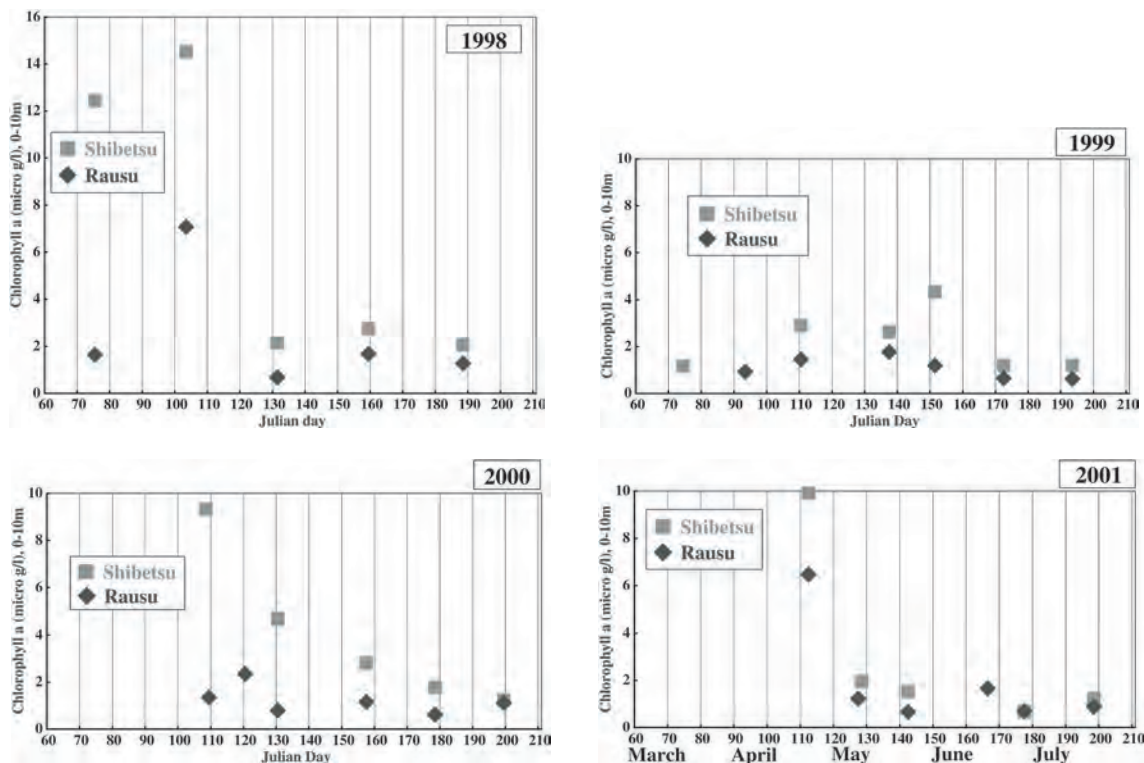 1998
Chlorophyll a (micro g/l), 0-10m
16
14
12
10
8
6
4
2
0
Shibetsu
Rausu
60 70 80 90 100 110 120 130 140 150 160 170 180 190 200 210
Julian day
1999
Chlorophyll a (micro g/l), 0-10m
10
8
6
4
2
0
Shibetsu
Rausu
60 70 80 90 100 110 120 130 140 150 160 170 180 190 200 210
Julian Day
2000
Chlorophyll a (micro g/l), 0-10m
10
8
6
4
2
0
Shibetsu
Rausu
60 70 80 90 100 110 120 130 140 150 160 170 180 190 200 210
Julian Day
2001
Chlorophyll a (micro g/l), 0-10m
10
8
6
4
2
0
Shibetsu
Rausu
60 70 80 90 100 110 120 130 140 150 160 170 180 190 200 210
March April May June July